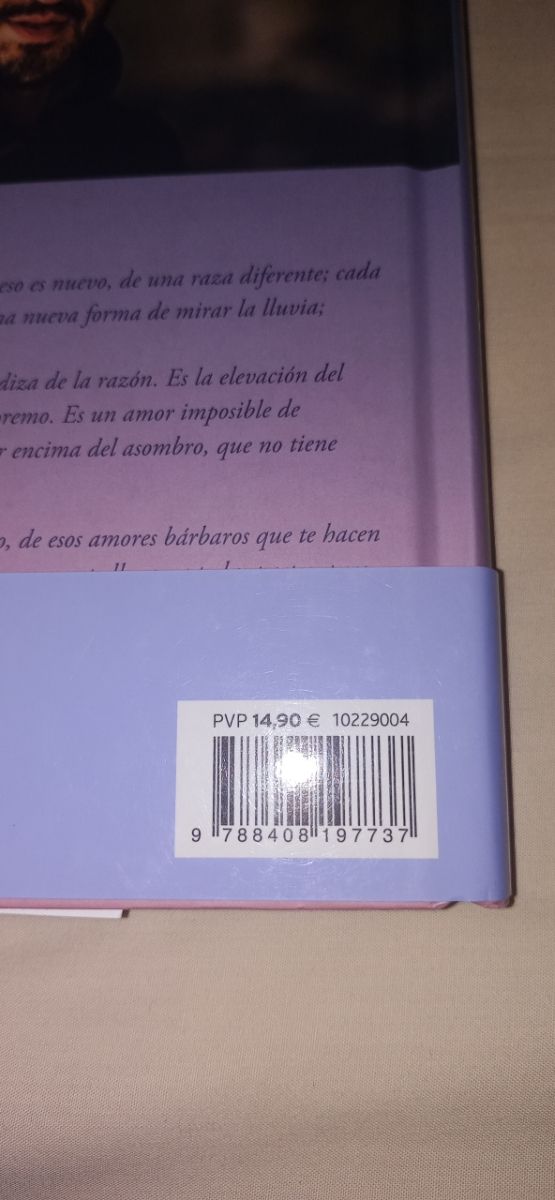 eso es nuevo, de una raza diferente; cada
na nueva forma de mirar la lluvia;
diza de la razón. Es la elevación del
remo. Es un amor imposible de
r encima del asombro, que no tiene
o, de esos amores bárbaros que te hacen
PVP 14,90 € 10229004
9 788408 197737